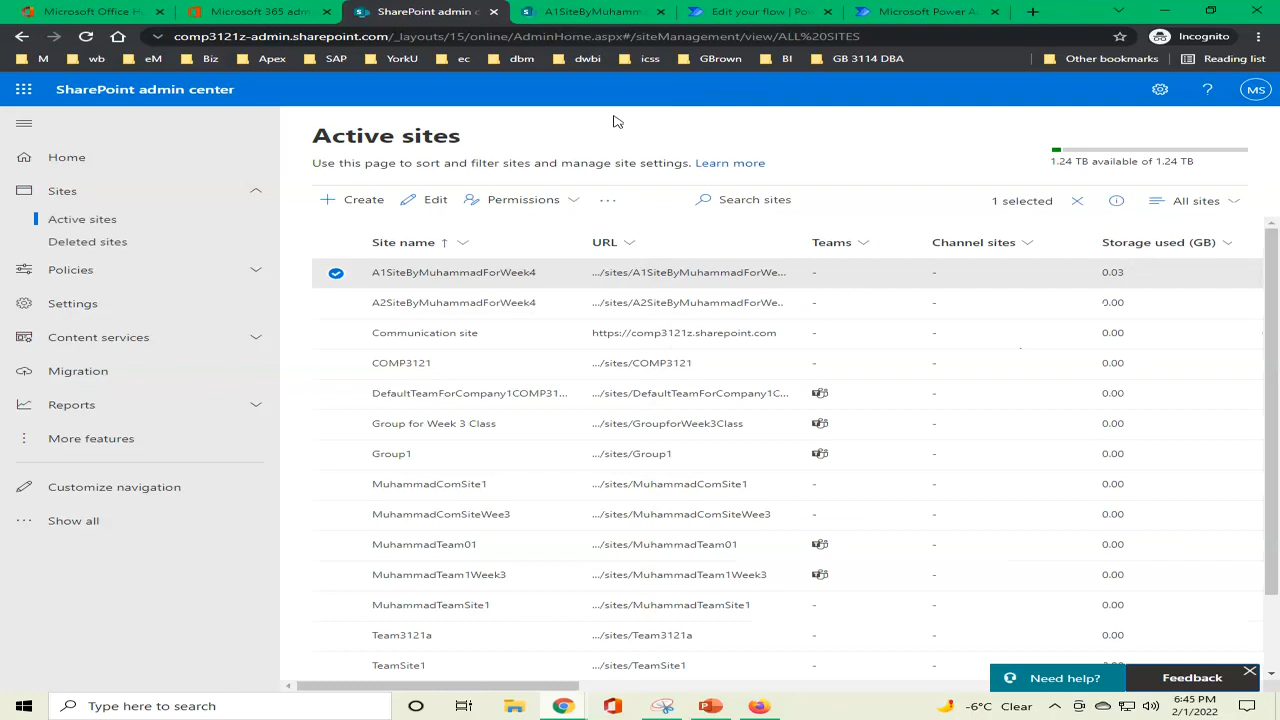 Microsoft Office H
Microsoft 365 adm
SharePoint admin c
A1SiteByMuhamm
Edit your flow | Pow
Microsoft Power A
comp3121z-admin.sharepoint.com/_layouts/15/online/AdminHome.aspx#/siteManagement/view/ALL%20SITES
Incognito
M wb eM Biz Apex SAP YorkU ec dbm dwbi icss GBrown BI GB 3114 DBA Other bookmarks Reading list
SharePoint admin center
? MS
Home
Sites
Active sites
Deleted sites
Policies
Settings
Content services
Migration
Reports
More features
Customize navigation
Show all
Active sites
Use this page to sort and filter sites and manage site settings. Learn more
1.24 TB available of 1.24 TB
Create Edit Permissions ... Search sites 1 selected All sites
Site name ↑ URL Teams Channel sites Storage used (GB)
A1SiteByMuhammadForWeek4 .../sites/A1SiteByMuhammadForWe... - - 0.03
A2SiteByMuhammadForWeek4 .../sites/A2SiteByMuhammadForWe.. - - 0.00
Communication site https://comp3121z.sharepoint.com - - 0.00
COMP3121 .../sites/COMP3121 - - 0.00
DefaultTeamForCompany1COMP31... .../sites/DefaultTeamForCompany1C... - 0.00
Group for Week 3 Class .../sites/GroupforWeek3Class - 0.00
Group1 .../sites/Group1 - 0.00
MuhammadComSite1 .../sites/MuhammadComSite1 - - 0.00
MuhammadComSiteWee3 .../sites/MuhammadComSiteWee3 - - 0.00
MuhammadTeam01 .../sites/MuhammadTeam01 - 0.00
MuhammadTeam1Week3 .../sites/MuhammadTeam1Week3 - 0.00
MuhammadTeamSite1 .../sites/MuhammadTeamSite1 - - 0.00
Team3121a .../sites/Team3121a - - 0.00
TeamSite1 .../sites/TeamSite1 - -
Need help? Feedback
Type here to search
-6°C Clear
6:45 PM
2/1/2022